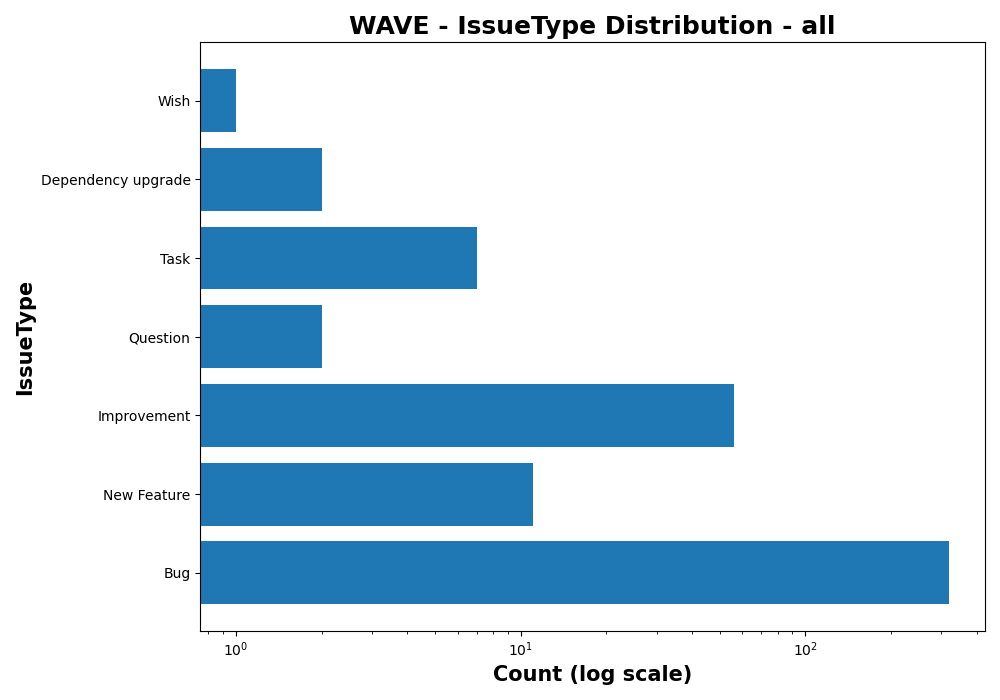 WAVE - IssueType Distribution - all
Wish
Dependency upgrade
Task
Question
Improvement
New Feature
Bug
IssueType
10⁰ 10¹ 10²
Count (log scale)